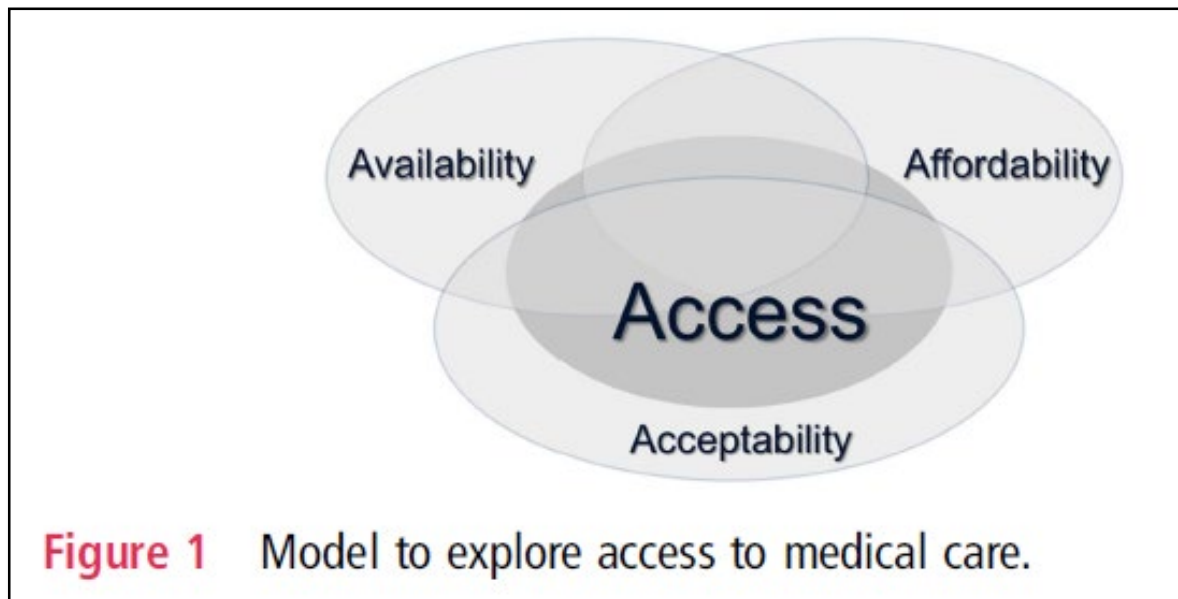 Availability
Affordability
Access
Acceptability
Figure 1 Model to explore access to medical care.